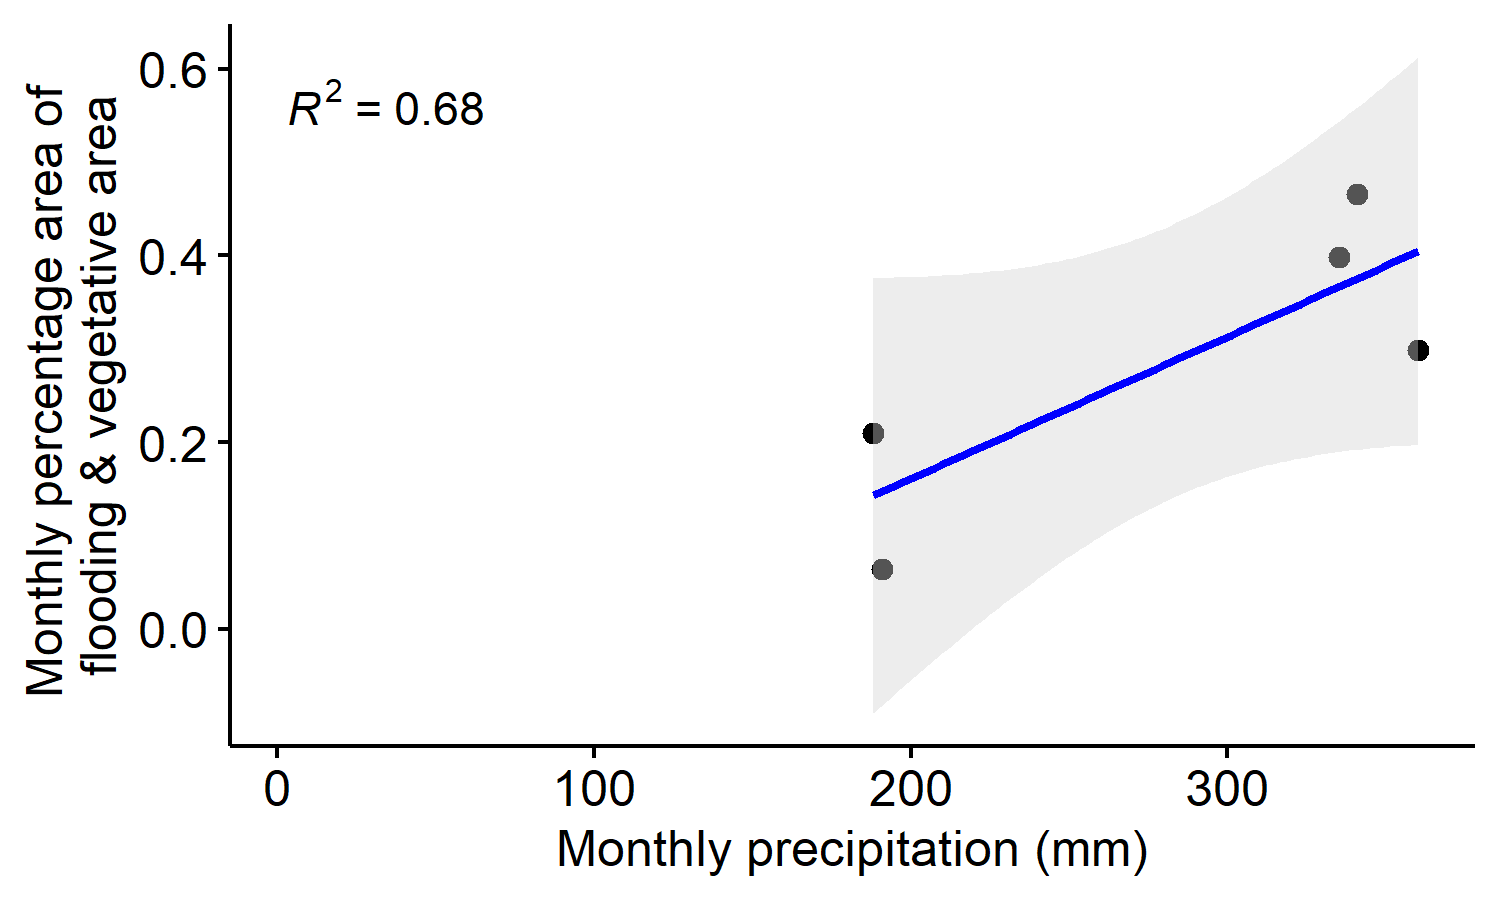 Monthly percentage area of
flooding & vegetative area
0.6
0.4
0.2
0.0
R² = 0.68
0 100 200 300
Monthly precipitation (mm)